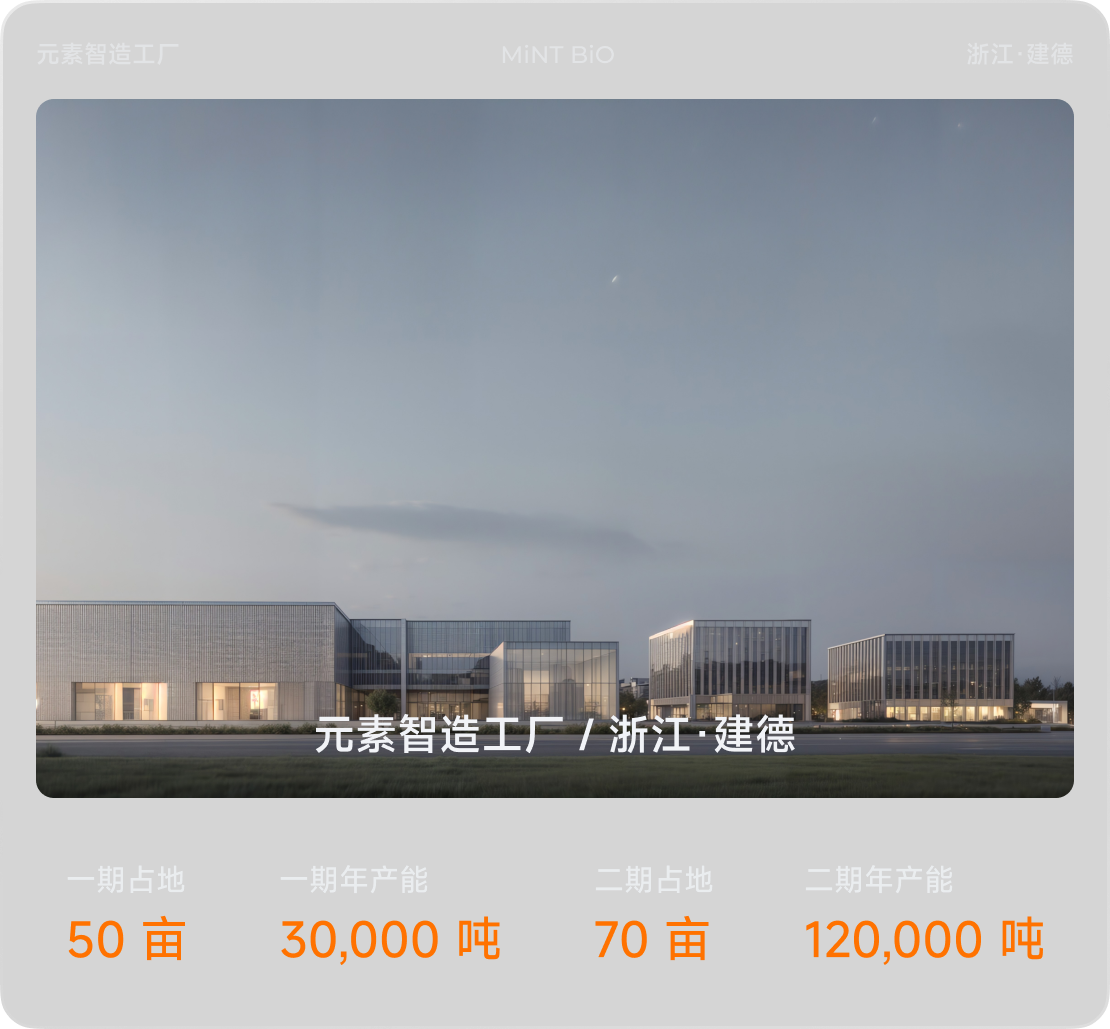 元素智造工厂
MiNT BiO
浙江·建德
元素智造工厂 / 浙江·建德
一期占地
50 亩
一期年产能
30,000 吨
二期占地
70 亩
二期年产能
120,000 吨